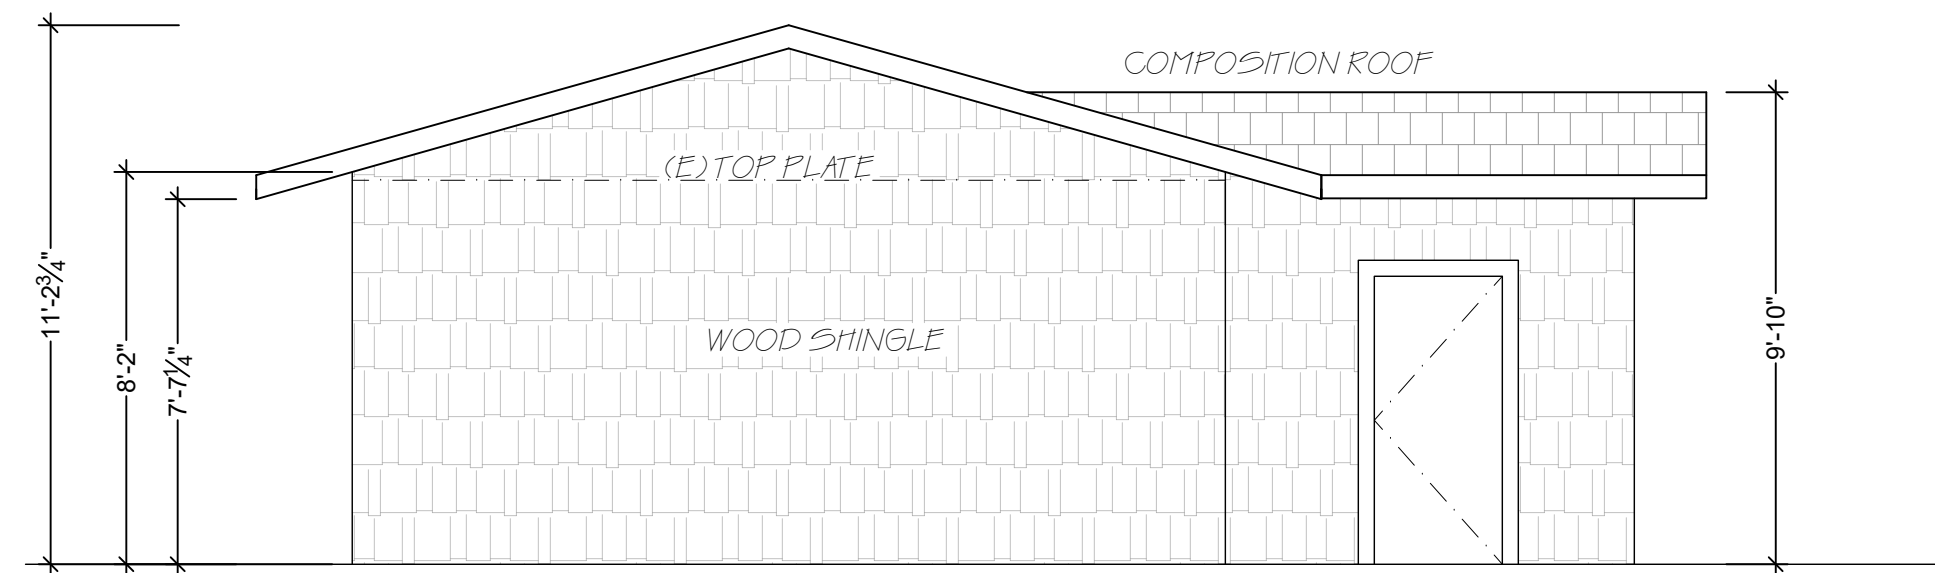 COMPOSITION ROOF
(E) TOP PLATE
WOOD SHINGLE
11'-2¾"
8'-2"
7'-7¼"
9'-10"